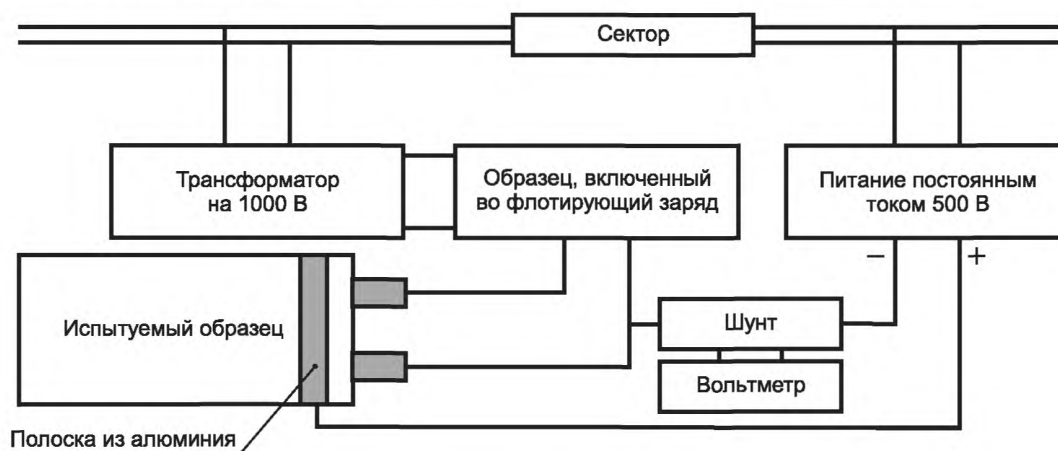 Сектор
Трансформатор
на 1000 В
Образец, включенный
во флотирующий заряд
Питание постоянным
током 500 В
– +
Испытуемый образец
Шунт
Вольтметр
Полоска из алюминия